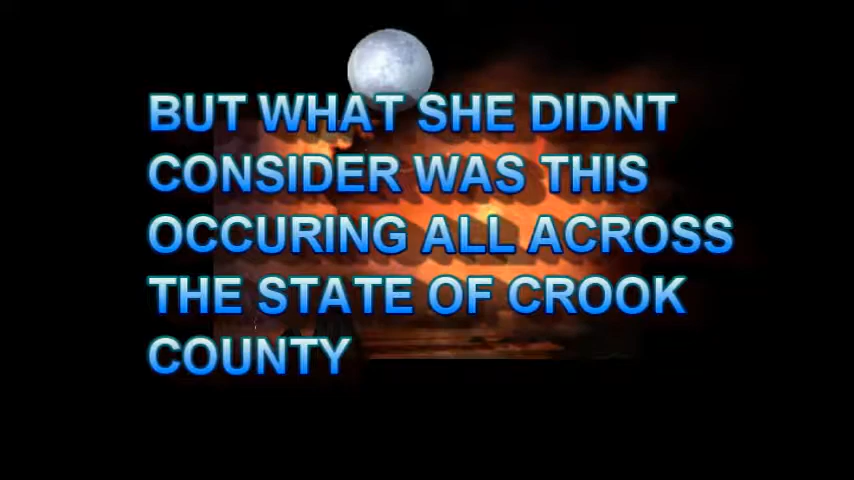 BUT WHAT SHE DIDNT
CONSIDER WAS THIS
OCCURING ALL ACROSS
THE STATE OF CROOK
COUNTY